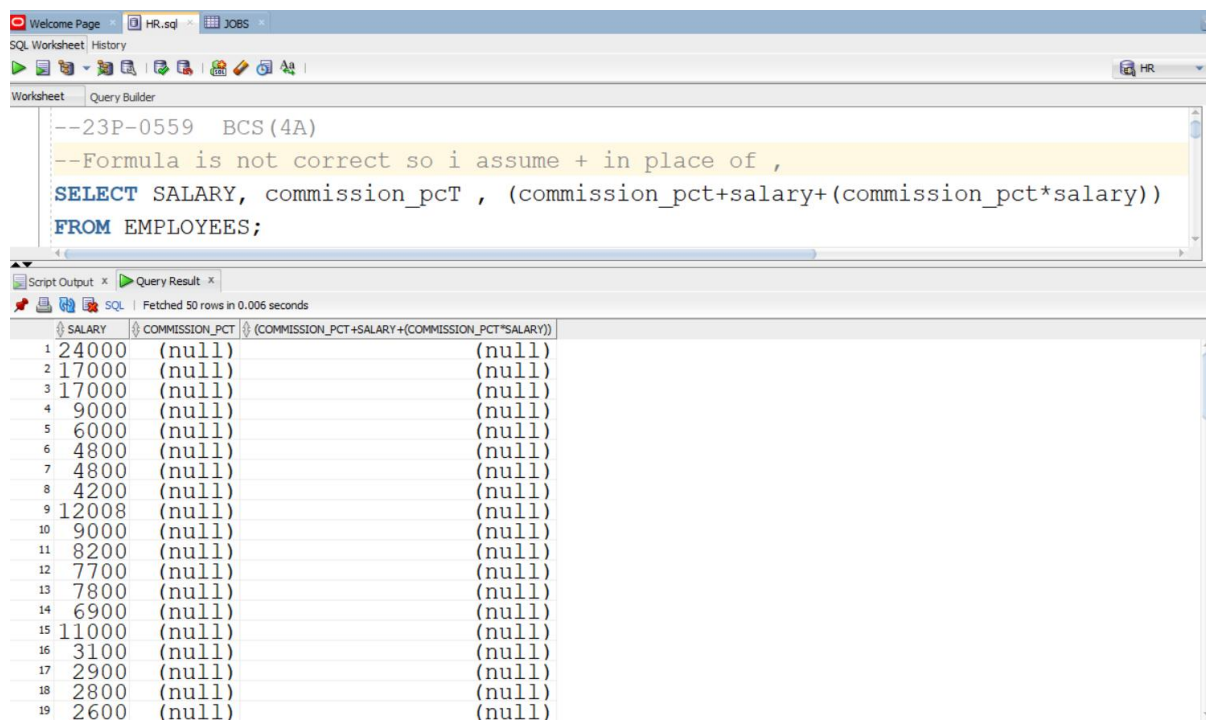 Welcome Page HR.sql JOBS
SQL Worksheet History
HR
Worksheet Query Builder
--23P-0559 BCS(4A)
--Formula is not correct so i assume + in place of ,
SELECT SALARY, commission_pcT , (commission_pct+salary+(commission_pct*salary))
FROM EMPLOYEES;
Script Output x Query Result x
SQL | Fetched 50 rows in 0.006 seconds
SALARY COMMISSION_PCT (COMMISSION_PCT+SALARY+(COMMISSION_PCT*SALARY))
1 24000 (null) (null)
2 17000 (null) (null)
3 17000 (null) (null)
4 9000 (null) (null)
5 6000 (null) (null)
6 4800 (null) (null)
7 4800 (null) (null)
8 4200 (null) (null)
9 12008 (null) (null)
10 9000 (null) (null)
11 8200 (null) (null)
12 7700 (null) (null)
13 7800 (null) (null)
14 6900 (null) (null)
15 11000 (null) (null)
16 3100 (null) (null)
17 2900 (null) (null)
18 2800 (null) (null)
19 2600 (null) (null)